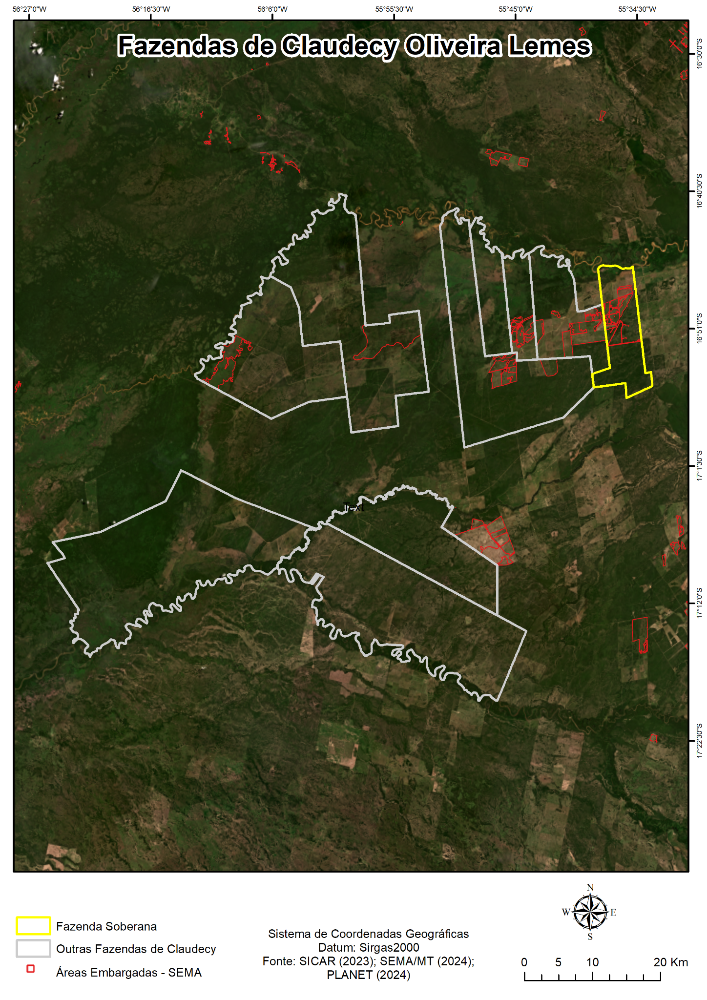 56°27'0"W 56°16'30"W 56°6'0"W 55°55'30"W 55°45'0"W 55°34'30"W
Fazendas de Claudecy Oliveira Lemes
16°30'0"S
16°40'30"S
16°51'0"S
17°1'30"S
Text
17°12'0"S
17°22'30"S
N
W E
S
Fazenda Soberana
Outras Fazendas de Claudecy
Áreas Embargadas - SEMA
Sistema de Coordenadas Geográficas
Datum: Sirgas2000
Fonte: SICAR (2023); SEMA/MT (2024);
PLANET (2024)
0 5 10 20 Km